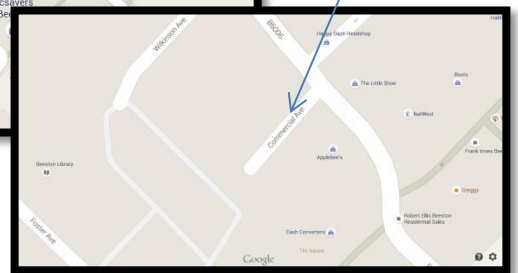 Wilkinson Ave
B6006
Happy Daze Headshop
The Little Shoe
Boots
£ NatWest
Commercial Ave
Applebee's
Frank Innes Bee
Beeston Library
Greggs
Robert Ellis Beeston
Residential Sales
Foster Ave
Cash Converters
The Square
Google